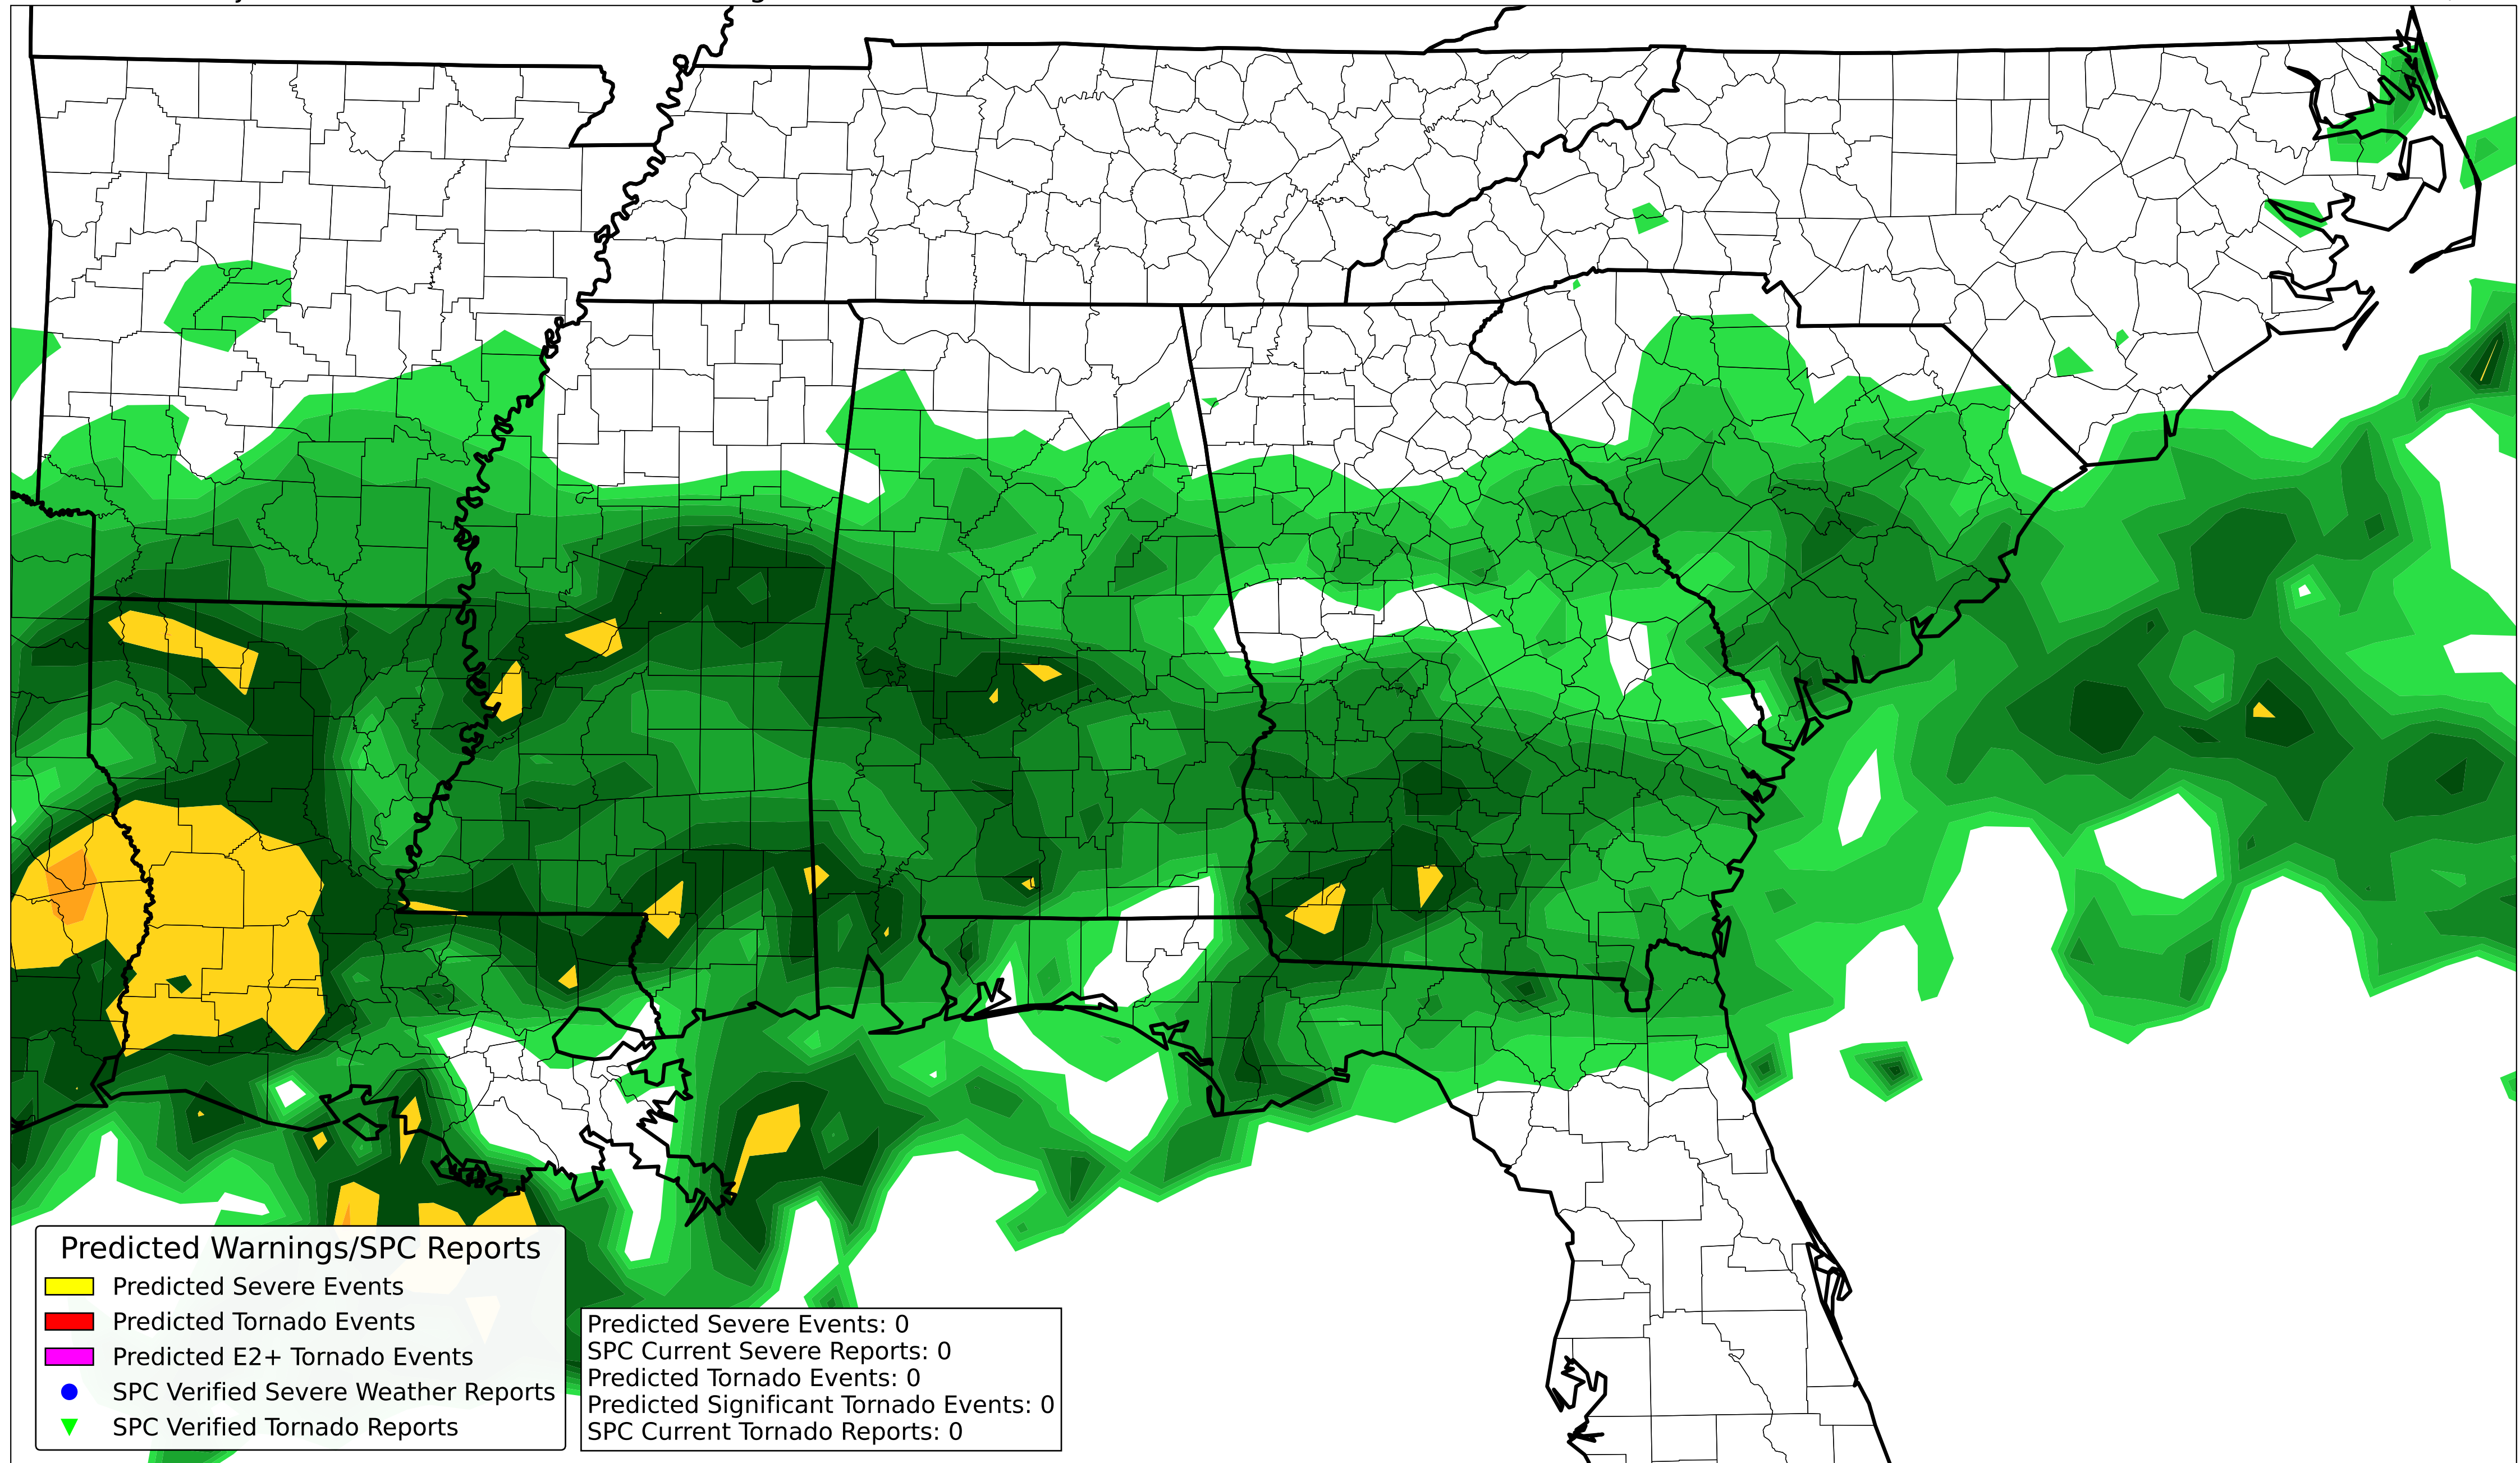 Predicted Warnings/SPC Reports
Predicted Severe Events
Predicted Tornado Events
Predicted E2+ Tornado Events
SPC Verified Severe Weather Reports
SPC Verified Tornado Reports
Predicted Severe Events: 0
SPC Current Severe Reports: 0
Predicted Tornado Events: 0
Predicted Significant Tornado Events: 0
SPC Current Tornado Reports: 0